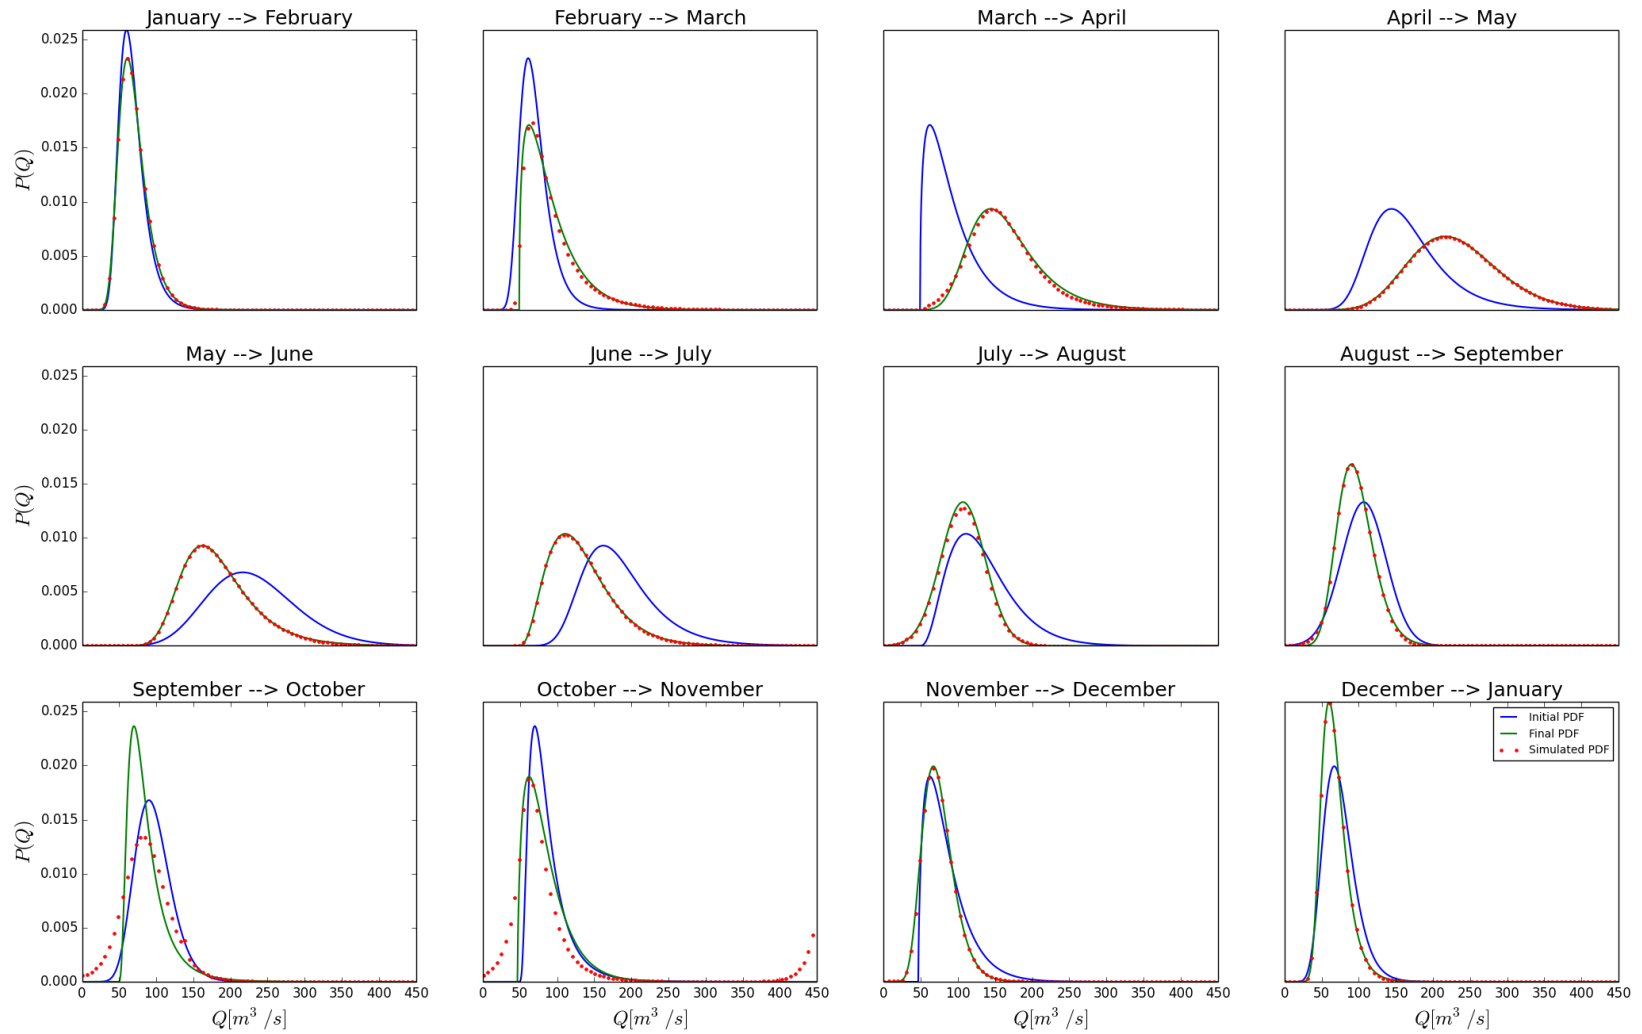 January --> February
February --> March
March --> April
April --> May
0.025
0.020
0.015
0.010
0.005
0.000
P(Q)
May --> June
June --> July
July --> August
August --> September
0.025
0.020
0.015
0.010
0.005
0.000
P(Q)
September --> October
October --> November
November --> December
December --> January
0.025
0.020
0.015
0.010
0.005
0.000
P(Q)
Initial PDF
Final PDF
Simulated PDF
0 50 100 150 200 250 300 350 400 450
0 50 100 150 200 250 300 350 400 450
0 50 100 150 200 250 300 350 400 450
0 50 100 150 200 250 300 350 400 450
Q[m³ /s]
Q[m³ /s]
Q[m³ /s]
Q[m³ /s]